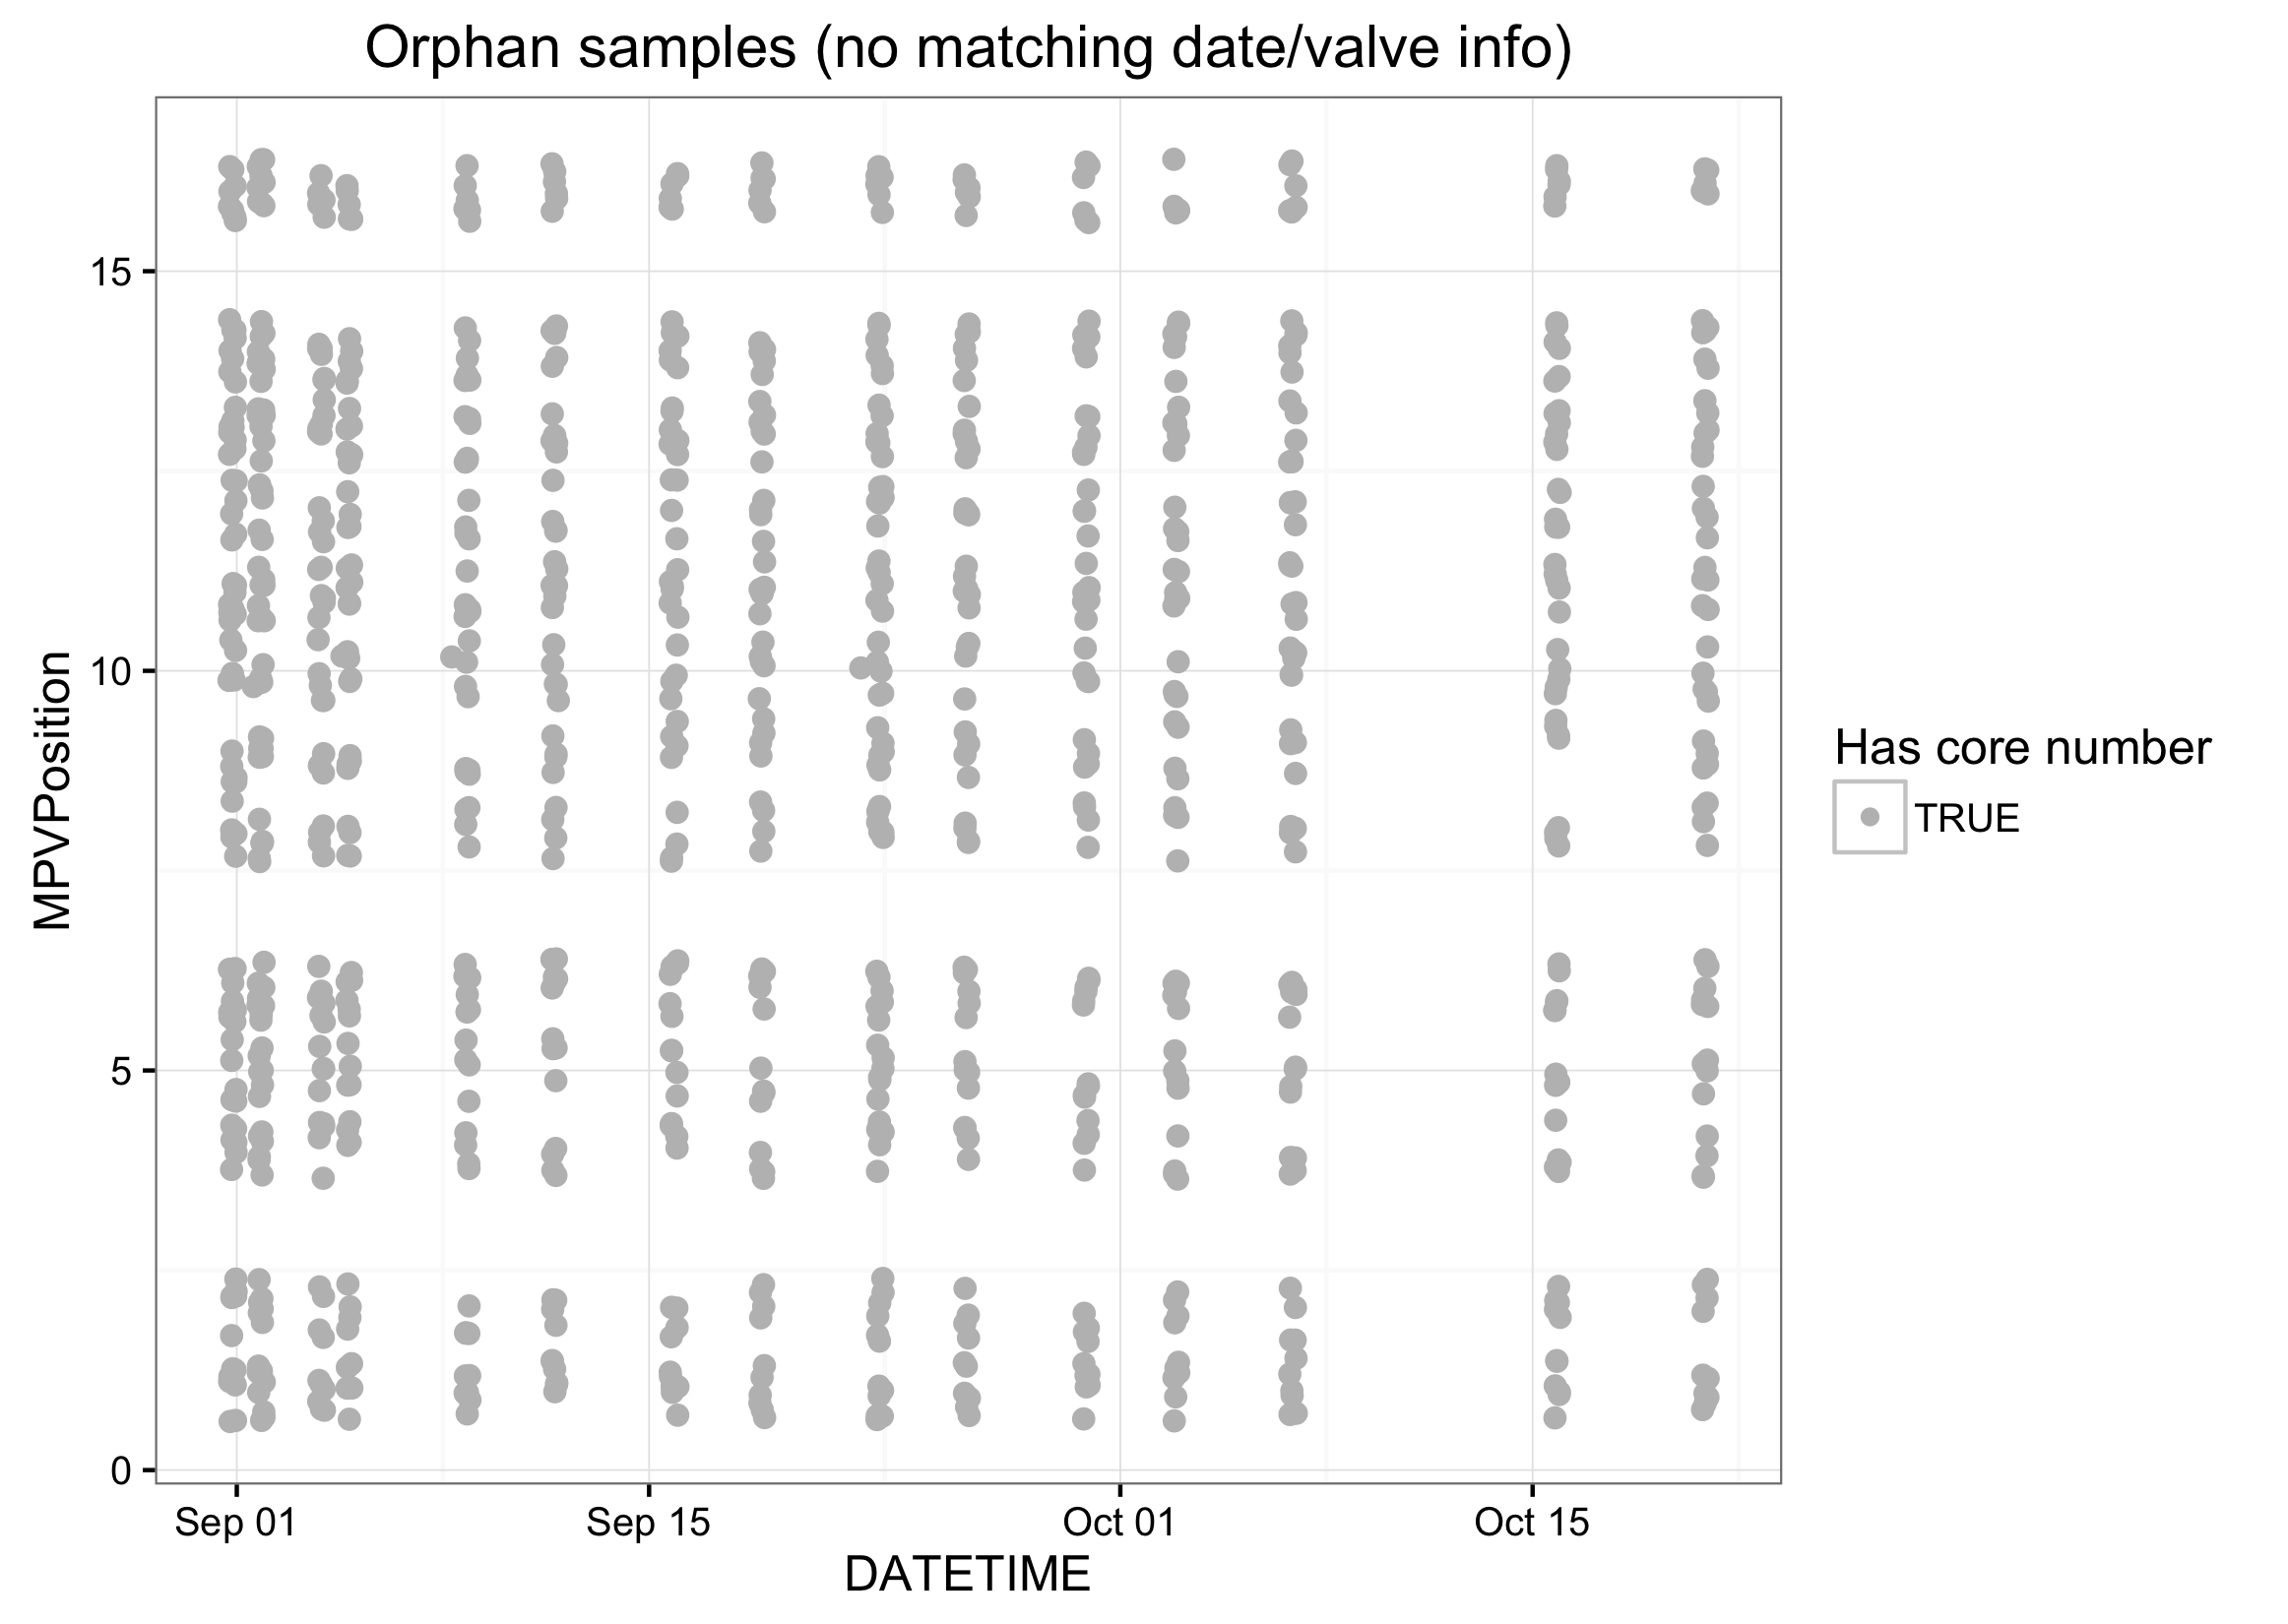 Orphan samples (no matching date/valve info)
15
10
5
0
MPVPosition
Sep 01
Sep 15
Oct 01
Oct 15
DATETIME
Has core number
TRUE